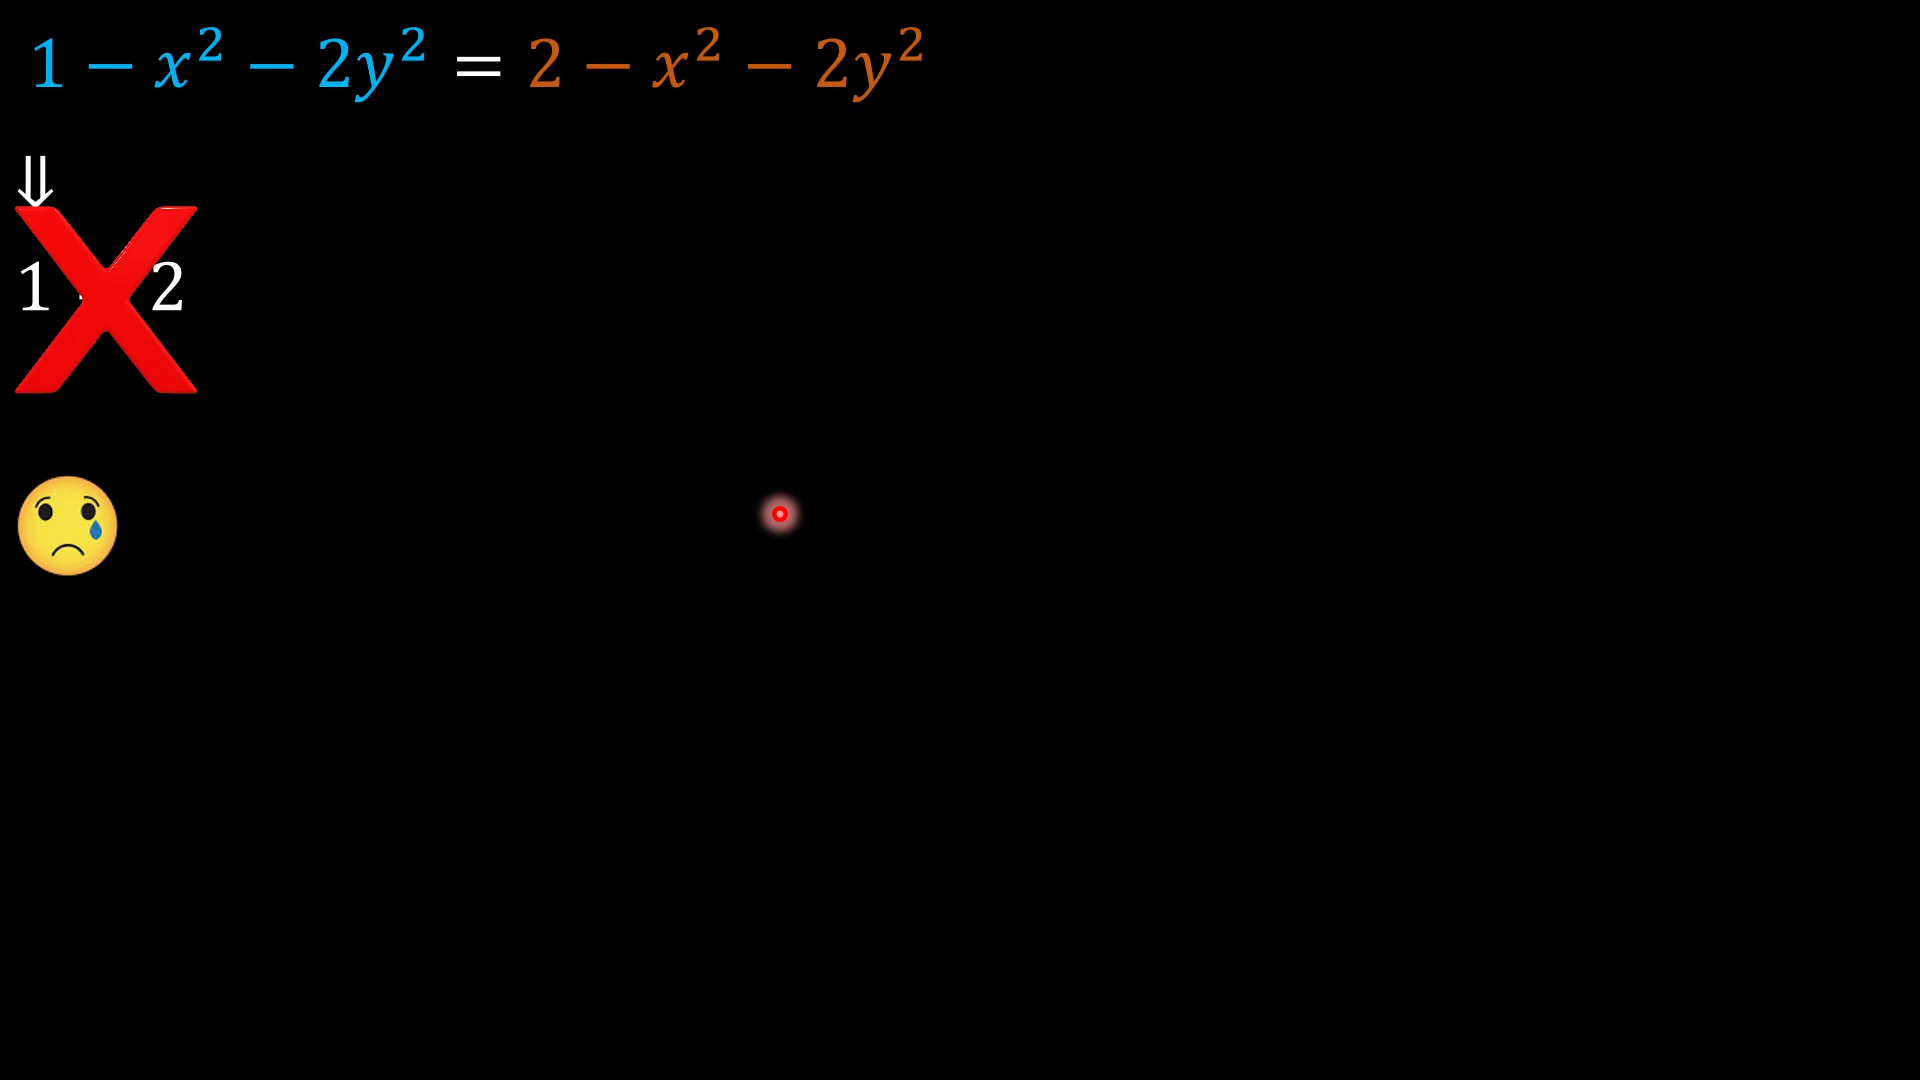 1 − x² − 2y² = 2 − x² − 2y²
⇓
1 2